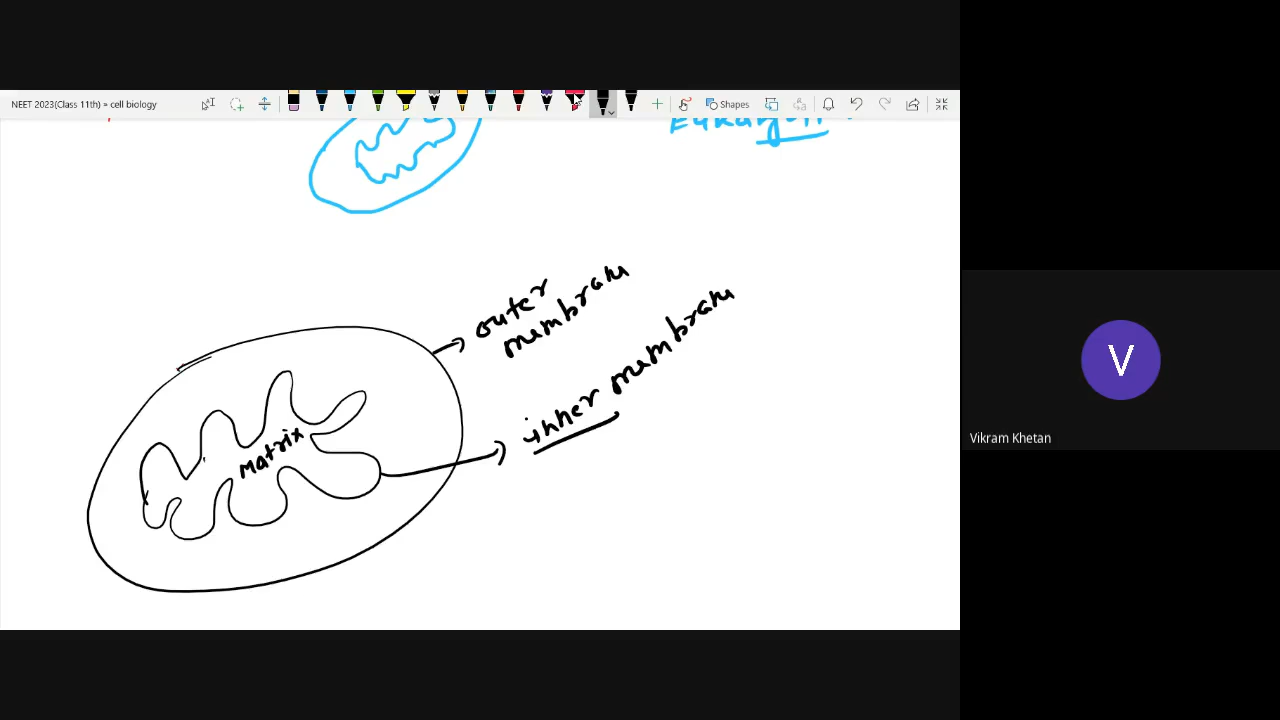 NEET 2023(Class 11th) » cell biology
Shapes
outer
membrane
inner membrane
Matrix
V
Vikram Khetan